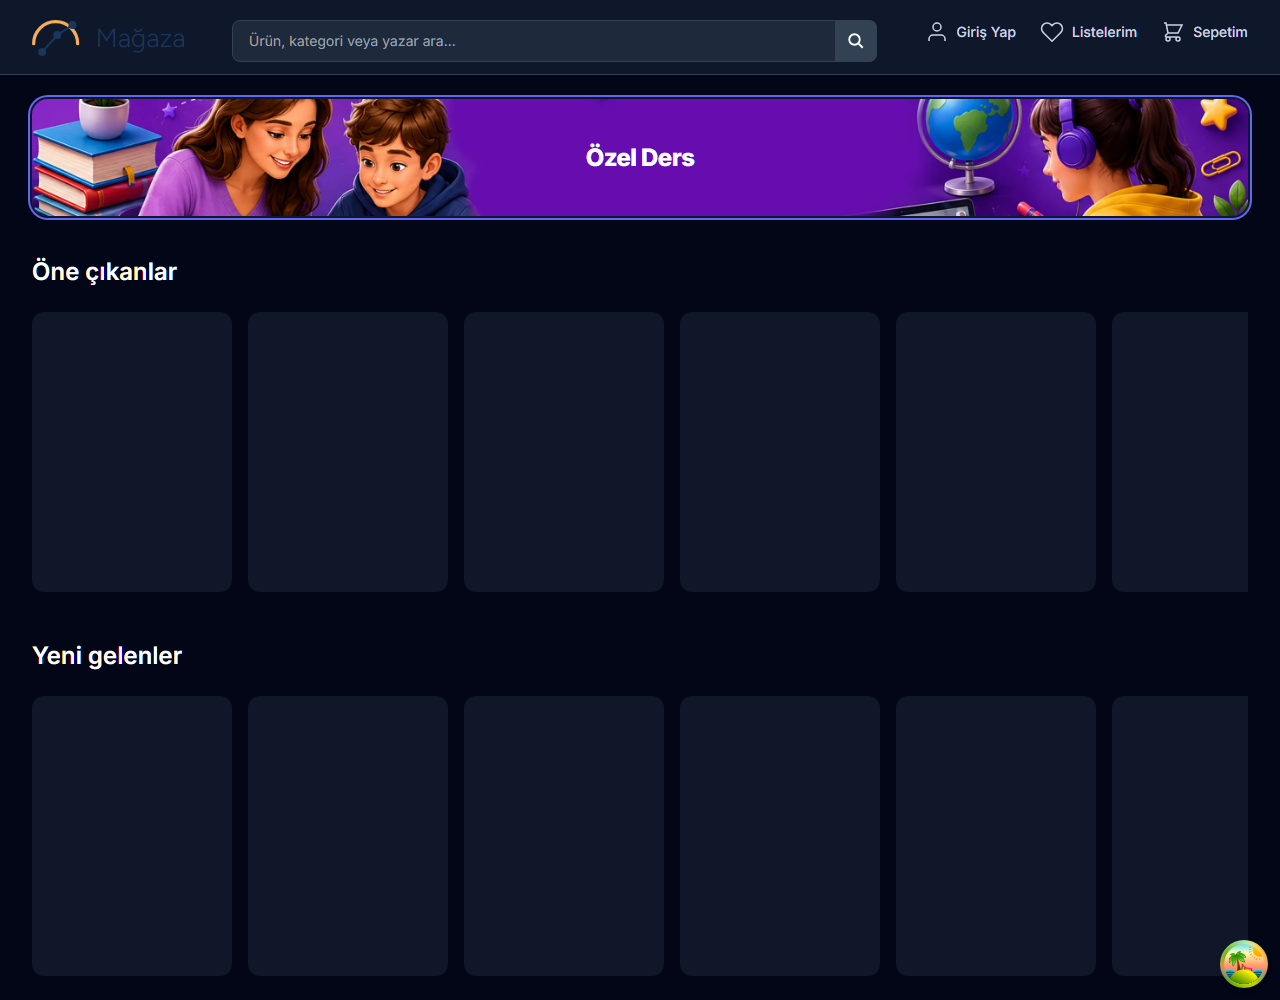 Mağaza
Ürün, kategori veya yazar ara...
Giriş Yap
Listelerim
Sepetim
Özel Ders
Öne çıkanlar
Yeni gelenler